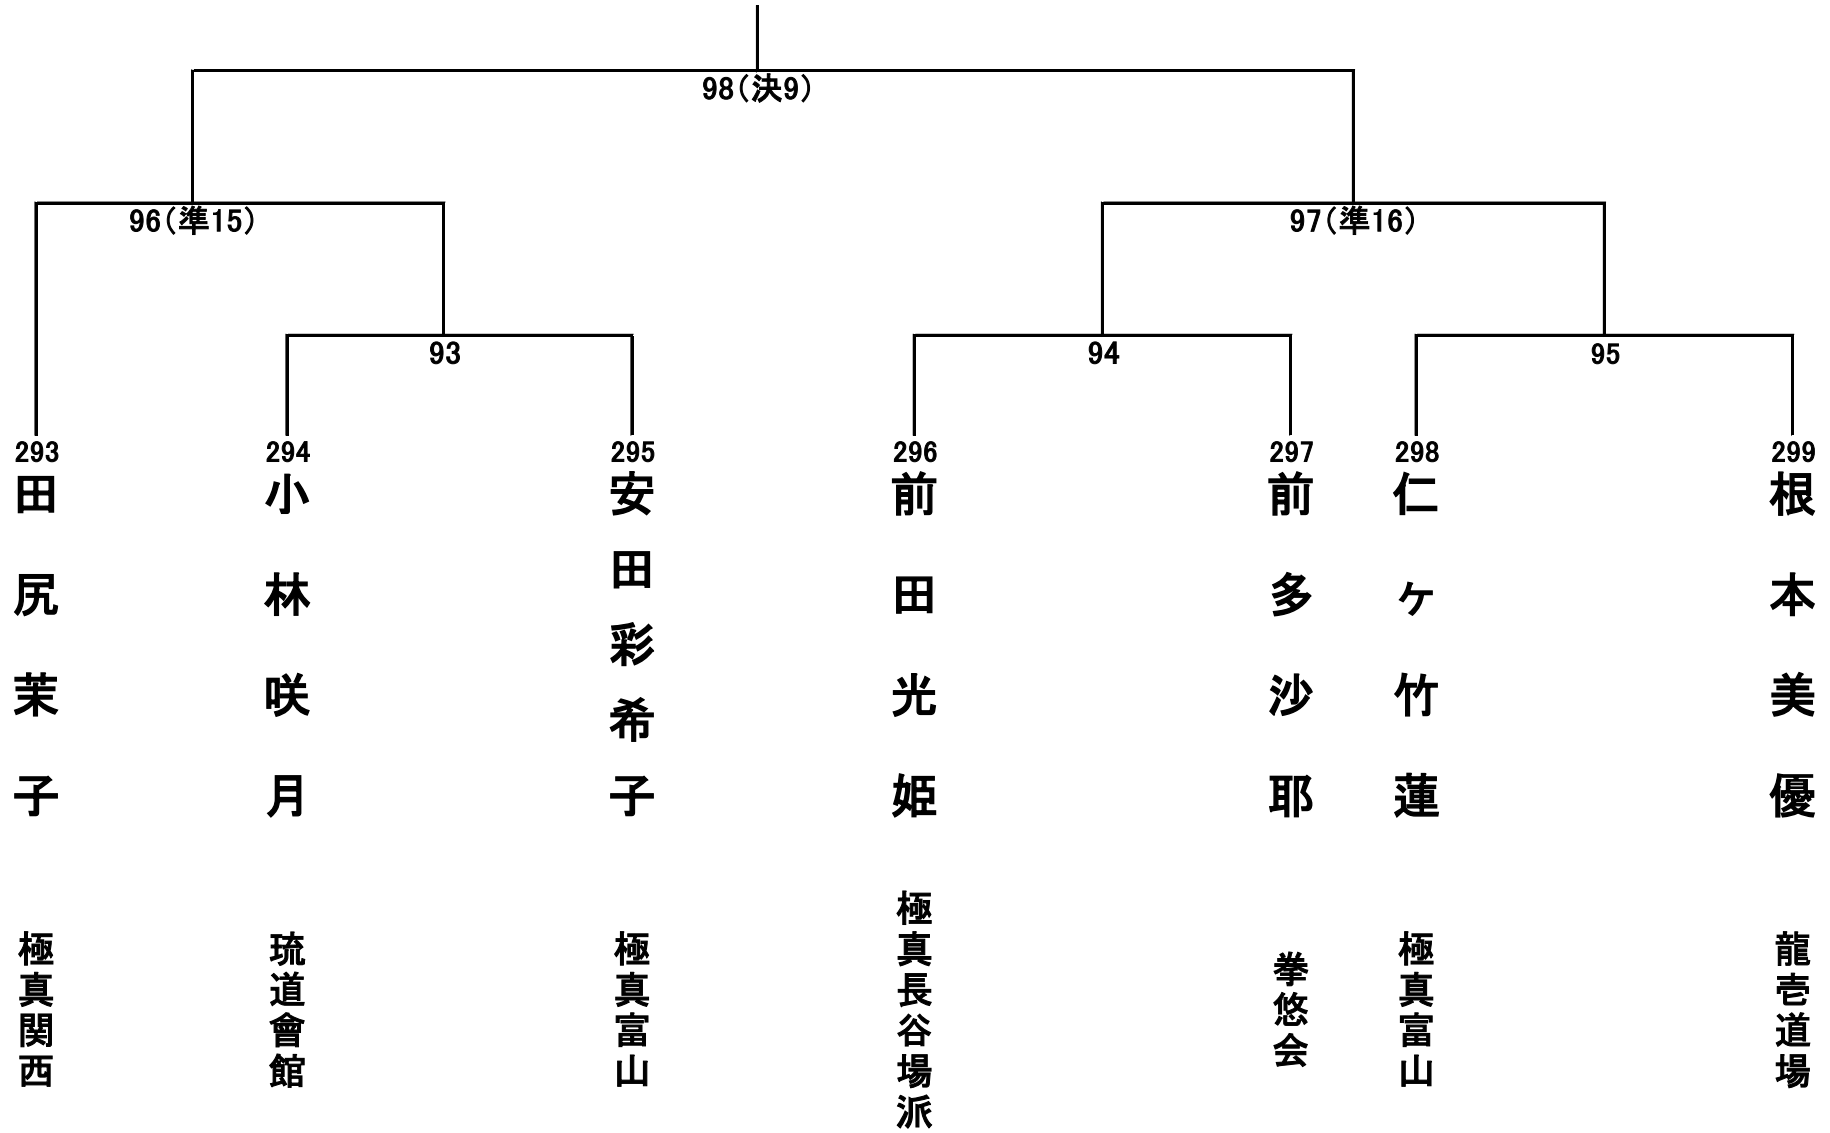 98(決9)
96(準15)
97(準16)
93
94
95
293
294
295
296
297
298
299
田尻茉子
小林咲月
安田彩希子
前田光姫
前多沙耶
仁ヶ竹蓮
根本美優
極真関西
琉道會館
極真富山
極真長谷場派
拳悠会
極真富山
龍壱道場